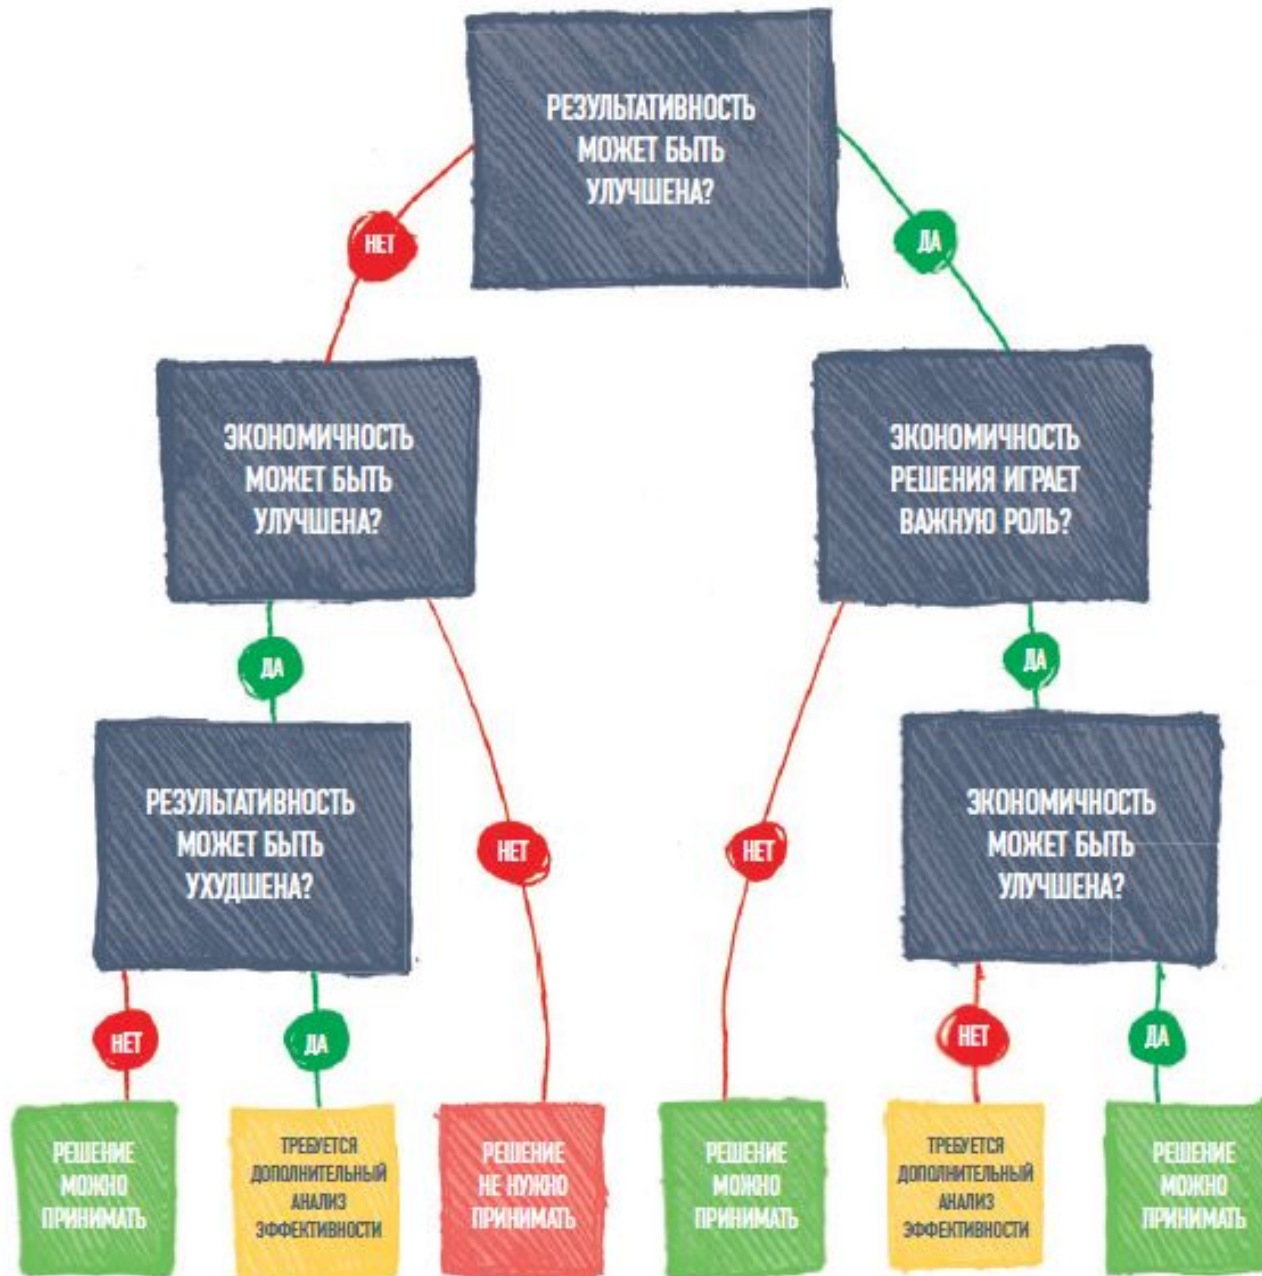 РЕЗУЛЬТАТИВНОСТЬ
МОЖЕТ БЫТЬ
УЛУЧШЕНА?
НЕТ
ДА
ЭКОНОМИЧНОСТЬ
МОЖЕТ БЫТЬ
УЛУЧШЕНА?
ЭКОНОМИЧНОСТЬ
РЕШЕНИЯ ИГРАЕТ
ВАЖНУЮ РОЛЬ?
ДА
ДА
РЕЗУЛЬТАТИВНОСТЬ
МОЖЕТ БЫТЬ
УХУДШЕНА?
НЕТ
НЕТ
ЭКОНОМИЧНОСТЬ
МОЖЕТ БЫТЬ
УЛУЧШЕНА?
НЕТ
ДА
НЕТ
ДА
РЕШЕНИЕ
МОЖНО
ПРИНИМАТЬ
ТРЕБУЕТСЯ
ДОПОЛНИТЕЛЬНЫЙ
АНАЛИЗ
ЭФФЕКТИВНОСТИ
РЕШЕНИЕ
НЕ НУЖНО
ПРИНИМАТЬ
РЕШЕНИЕ
МОЖНО
ПРИНИМАТЬ
ТРЕБУЕТСЯ
ДОПОЛНИТЕЛЬНЫЙ
АНАЛИЗ
ЭФФЕКТИВНОСТИ
РЕШЕНИЕ
МОЖНО
ПРИНИМАТЬ